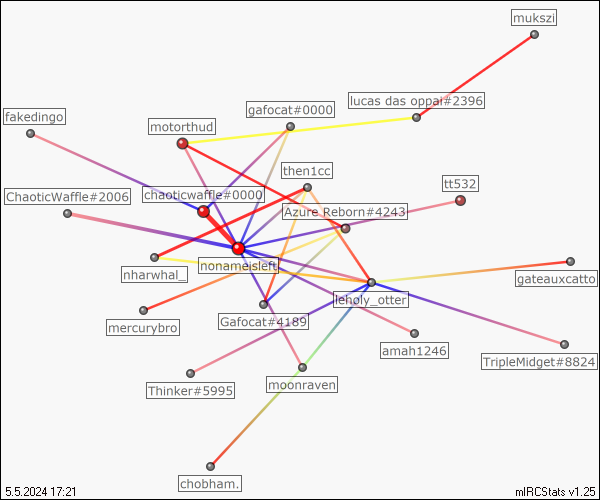 mukszi
lucas das oppai#2396
gafocat#0000
fakedingo
motorthud
then1cc
tt532
chaoticwaffle#0000
ChaoticWaffle#2006
Azure_Reborn#4243
nonameisleft
nharwhal_
gateauxcatto
leholy_otter
Gafocat#4189
mercurybro
amah1246
TripleMidget#8824
Thinker#5995
moonraven
chobham.
5.5.2024 17:21
mIRCStats v1.25